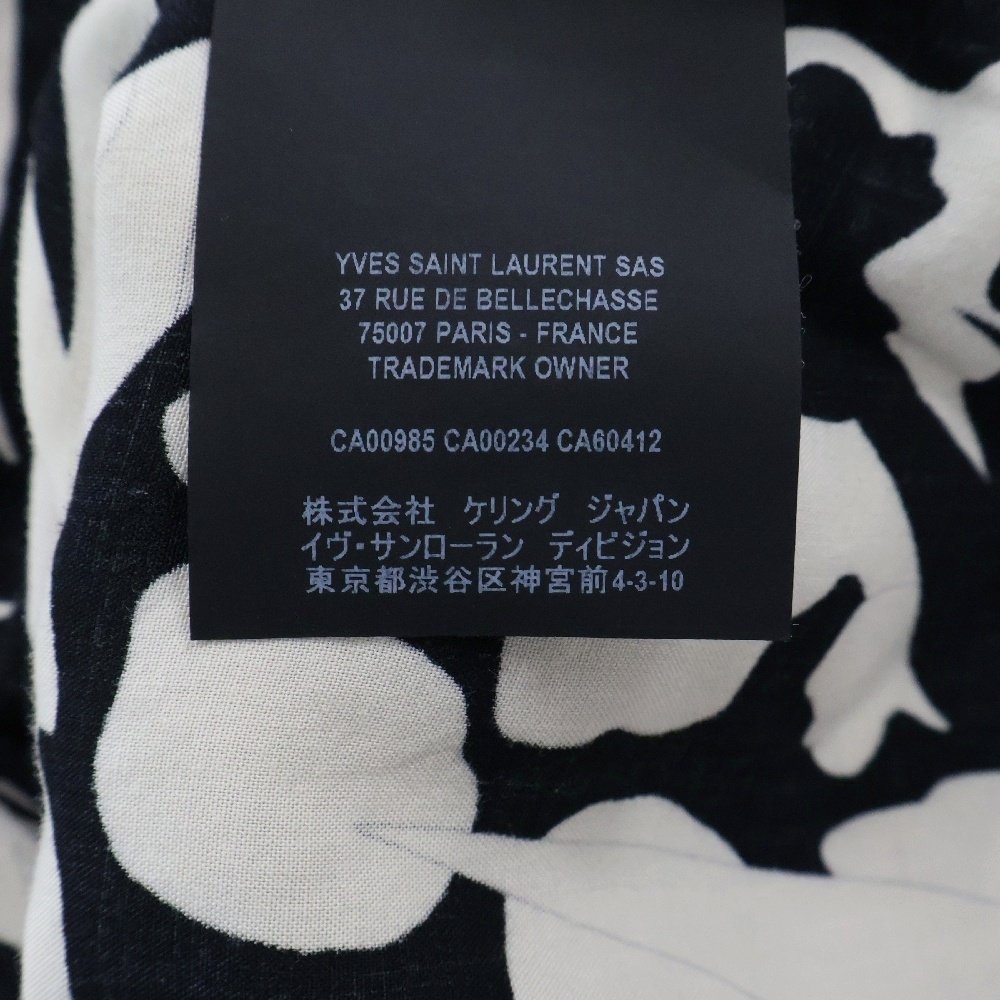 YVES SAINT LAURENT SAS
37 RUE DE BELLECHASSE
75007 PARIS - FRANCE
TRADEMARK OWNER
CA00985 CA00234 CA60412
株式会社 ケリング ジャパン
イヴ・サンローラン ディビジョン
東京都渋谷区神宮前4-3-10